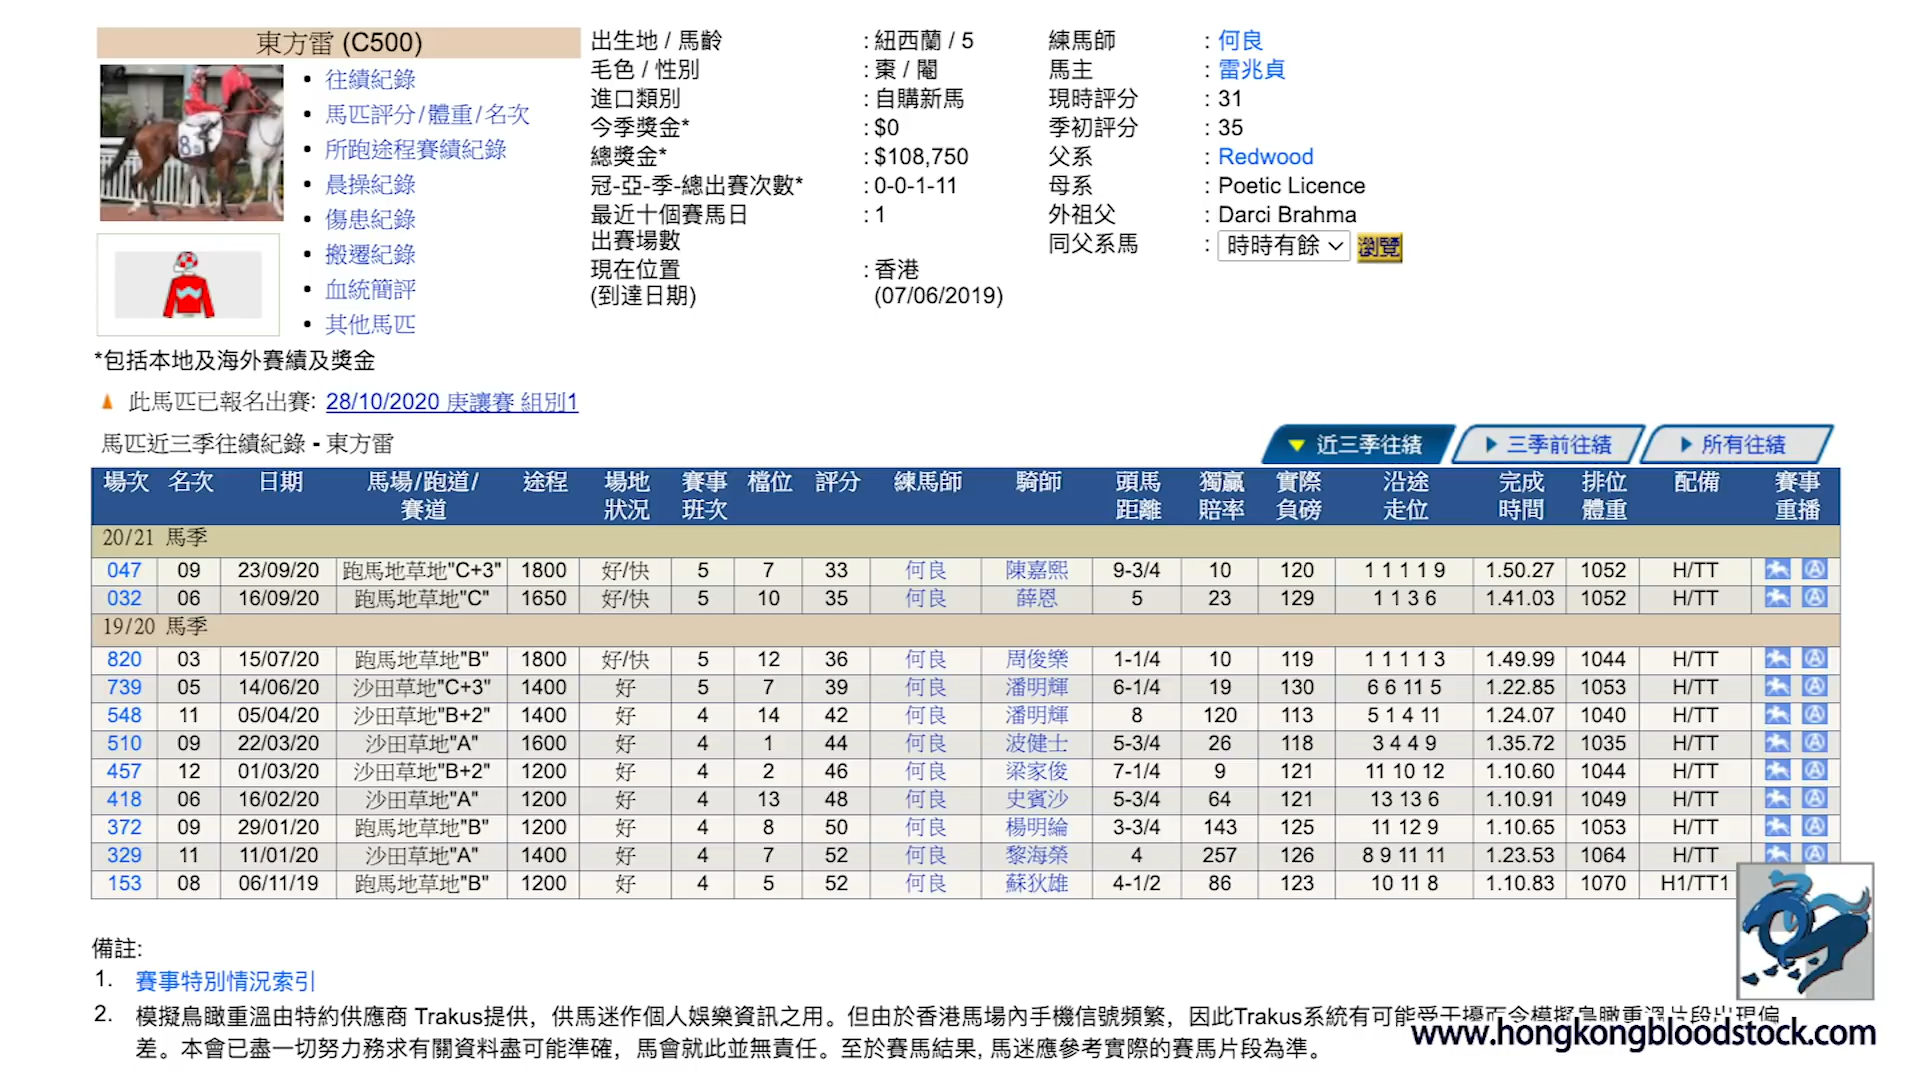 東方雷 (C500)
• 往績紀錄
• 馬匹評分/體重/名次
• 所跑途程賽績紀錄
• 晨操紀錄
• 傷患紀錄
• 搬遷紀錄
• 血統簡評
• 其他馬匹
出生地 / 馬齡 : 紐西蘭 / 5
毛色 / 性別 : 棗 / 閹
進口類別 : 自購新馬
今季獎金* : $0
總獎金* : $108,750
冠-亞-季-總出賽次數* : 0-0-1-11
最近十個賽馬日 : 1
出賽場數
現在位置 : 香港
(到達日期) (07/06/2019)
練馬師 : 何良
馬主 : 雷兆貞
現時評分 : 31
季初評分 : 35
父系 : Redwood
母系 : Poetic Licence
外祖父 : Darci Brahma
同父系馬 : 時時有餘 瀏覽
*包括本地及海外賽績及獎金
此馬匹已報名出賽: 28/10/2020 庚讓賽 組別1
馬匹近三季往績紀錄 - 東方雷
近三季往績 三季前往績 所有往績
場次 名次 日期 馬場/跑道/賽道 途程 場地狀況 賽事班次 檔位 評分 練馬師 騎師 頭馬距離 獨贏賠率 實際負磅 沿途走位 完成時間 排位體重 配備 賽事重播
20/21 馬季
047 09 23/09/20 跑馬地草地"C+3" 1800 好/快 5 7 33 何良 陳嘉熙 9-3/4 10 120 1 1 1 1 9 1.50.27 1052 H/TT
032 06 16/09/20 跑馬地草地"C" 1650 好/快 5 10 35 何良 薛恩 5 23 129 1 1 3 6 1.41.03 1052 H/TT
19/20 馬季
820 03 15/07/20 跑馬地草地"B" 1800 好/快 5 12 36 何良 周俊樂 1-1/4 10 119 1 1 1 1 3 1.49.99 1044 H/TT
739 05 14/06/20 沙田草地"C+3" 1400 好 5 7 39 何良 潘明輝 6-1/4 19 130 6 6 11 5 1.22.85 1053 H/TT
548 11 05/04/20 沙田草地"B+2" 1400 好 4 14 42 何良 潘明輝 8 120 113 5 1 4 11 1.24.07 1040 H/TT
510 09 22/03/20 沙田草地"A" 1600 好 4 1 44 何良 波健士 5-3/4 26 118 3 4 4 9 1.35.72 1035 H/TT
457 12 01/03/20 沙田草地"B+2" 1200 好 4 2 46 何良 梁家俊 7-1/4 9 121 11 10 12 1.10.60 1044 H/TT
418 06 16/02/20 沙田草地"A" 1200 好 4 13 48 何良 史賓沙 5-3/4 64 121 13 13 6 1.10.91 1049 H/TT
372 09 29/01/20 跑馬地草地"B" 1200 好 4 8 50 何良 楊明綸 3-3/4 143 125 11 12 9 1.10.65 1053 H/TT
329 11 11/01/20 沙田草地"A" 1400 好 4 7 52 何良 黎海榮 4 257 126 8 9 11 11 1.23.53 1064 H/TT
153 08 06/11/19 跑馬地草地"B" 1200 好 4 5 52 何良 蘇狄雄 4-1/2 86 123 10 11 8 1.10.83 1070 H1/TT1
備註:
1. 賽事特別情況索引
2. 模擬鳥瞰重溫由特約供應商 Trakus提供，供馬迷作個人娛樂資訊之用。但由於香港馬場內手機信號頻繁，因此Trakus系統有可能受干擾而令模擬鳥瞰重溫片段出現偏
差。本會已盡一切努力務求有關資料盡可能準確，馬會就此並無責任。至於賽馬結果, 馬迷應參考實際的賽馬片段為準。
www.hongkongbloodstock.com